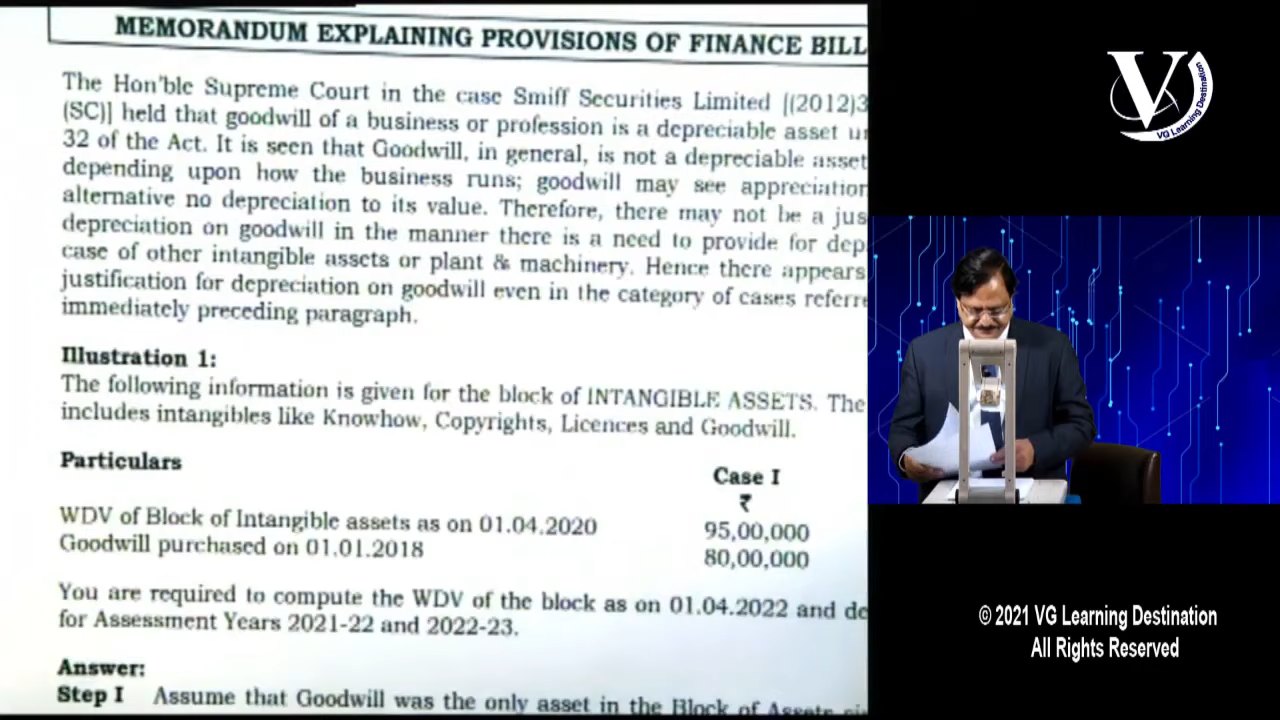 MEMORANDUM EXPLAINING PROVISIONS OF FINANCE BILL
The Hon'ble Supreme Court in the case Smiff Securities Limited [(2012)3
(SC)] held that goodwill of a business or profession is a depreciable asset
32 of the Act. It is seen that Goodwill, in general, is not a depreciable asset
depending upon how the business runs; goodwill may see appreciation
alternative no depreciation to its value. Therefore, there may not be a
depreciation on goodwill in the manner there is a need to provide for
case of other intangible assets or plant & machinery. Hence there appears
justification for depreciation on goodwill even in the category of cases
immediately preceding paragraph.
Illustration 1:
The following information is given for the block of INTANGIBLE ASSETS. The
includes intangibles like Knowhow, Copyrights, Licences and Goodwill.
Particulars
Case I
₹
WDV of Block of Intangible assets as on 01.04.2020 95,00,000
Goodwill purchased on 01.01.2018 80,00,000
You are required to compute the WDV of the block as on 01.04.2022 and
for Assessment Years 2021-22 and 2022-23.
Answer:
Step I Assume that Goodwill was the only asset in the Block of Assets
V
VG Learning Destination
© 2021 VG Learning Destination
All Rights Reserved